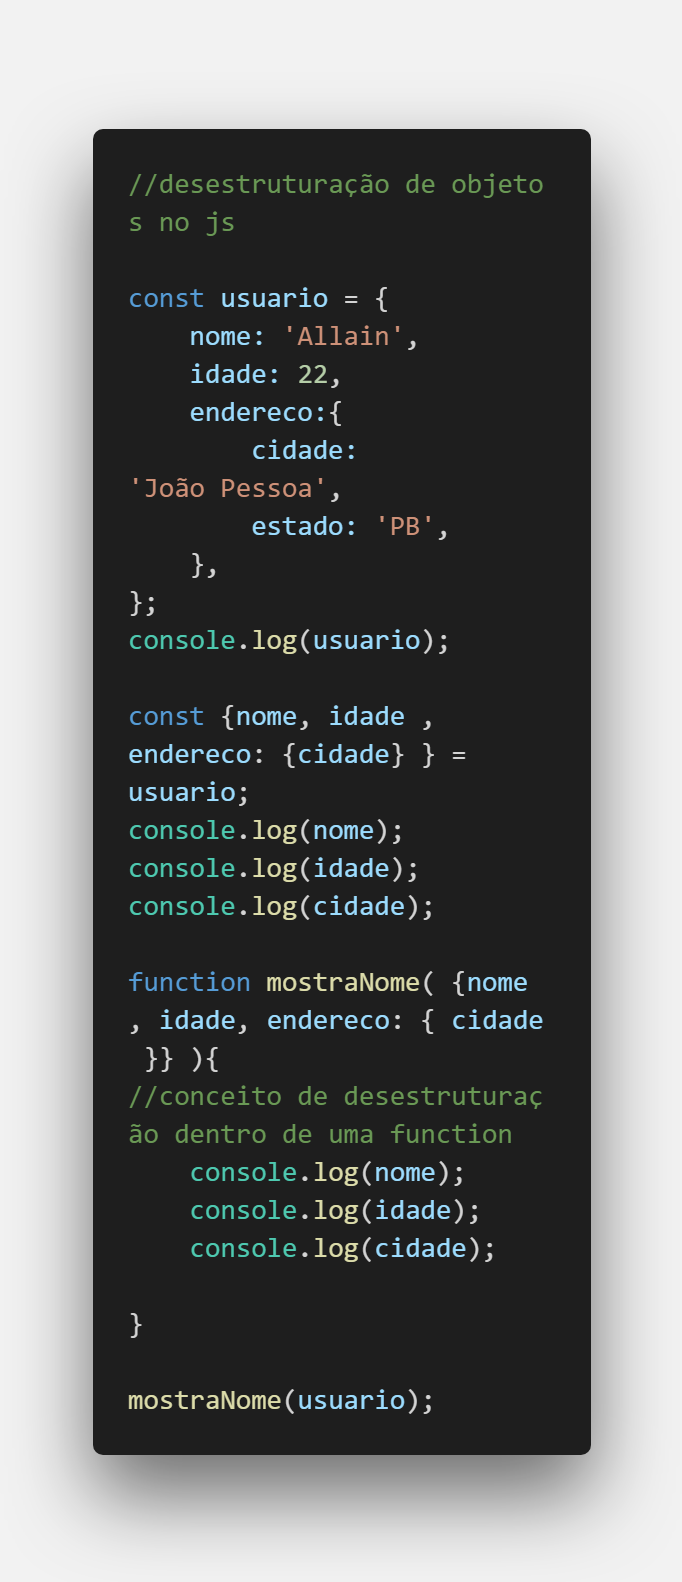 //desestruturação de objeto
s no js

const usuario = {
    nome: 'Allain',
    idade: 22,
    endereco:{
        cidade:
'João Pessoa',
        estado: 'PB',
    },
};
console.log(usuario);

const {nome, idade ,
endereco: {cidade} } =
usuario;
console.log(nome);
console.log(idade);
console.log(cidade);

function mostraNome( {nome
, idade, endereco: { cidade
 }} ){
//conceito de desestruturaç
ão dentro de uma function
    console.log(nome);
    console.log(idade);
    console.log(cidade);

}

mostraNome(usuario);